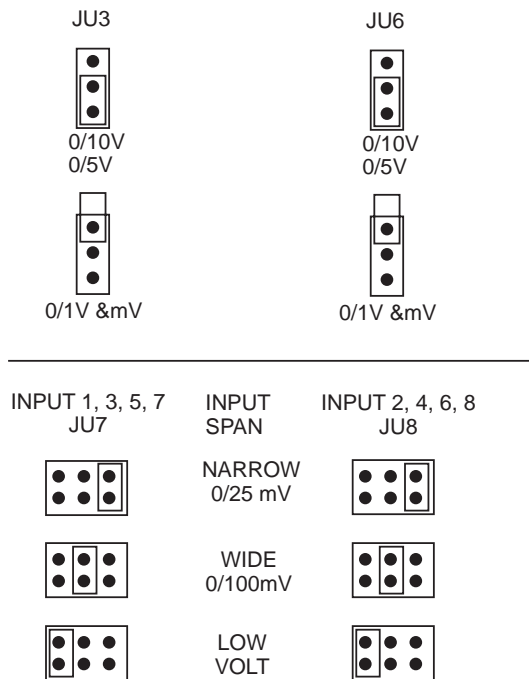 JU3 JU6
0/10V 0/10V
0/5V 0/5V
0/1V &mV 0/1V &mV
INPUT 1, 3, 5, 7 INPUT INPUT 2, 4, 6, 8
JU7 SPAN JU8
NARROW
0/25 mV
WIDE
0/100mV
LOW
VOLT